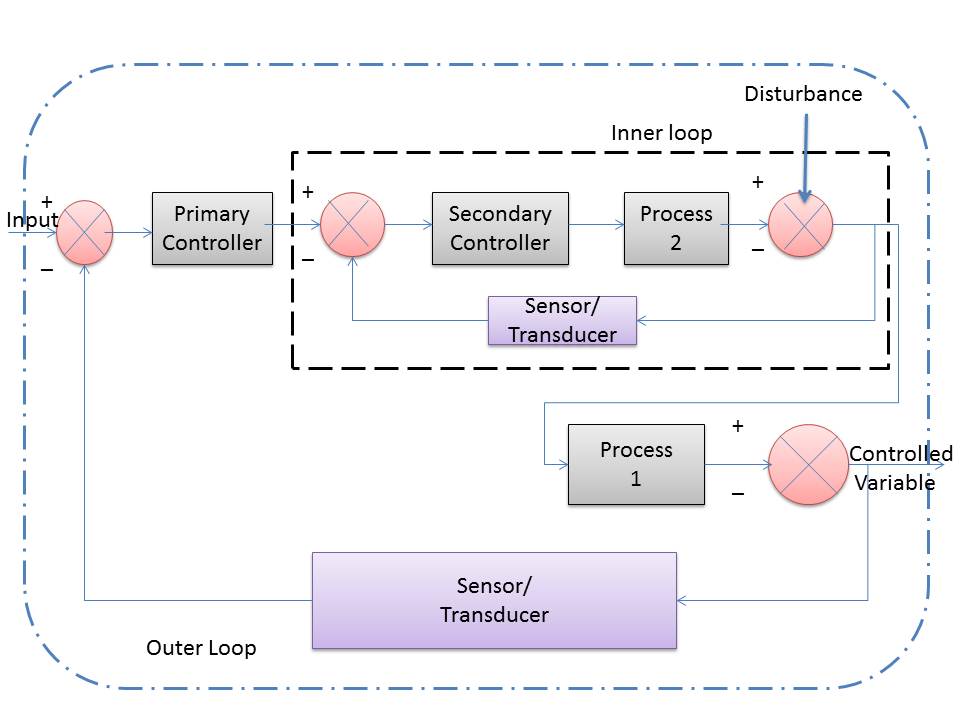 Disturbance
Inner loop
+
Input
–
Primary
Controller
+
–
Secondary
Controller
Process
2
+
–
Sensor/
Transducer
Process
1
+
–
Controlled
Variable
Sensor/
Transducer
Outer Loop